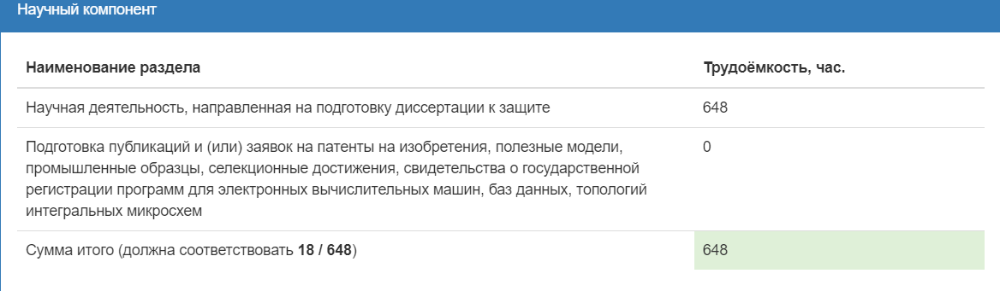 Научный компонент
Наименование раздела Трудоёмкость, час.
Научная деятельность, направленная на подготовку диссертации к защите 648
Подготовка публикаций и (или) заявок на патенты на изобретения, полезные модели, 0
промышленные образцы, селекционные достижения, свидетельства о государственной
регистрации программ для электронных вычислительных машин, баз данных, топологий
интегральных микросхем
Сумма итого (должна соответствовать 18 / 648) 648